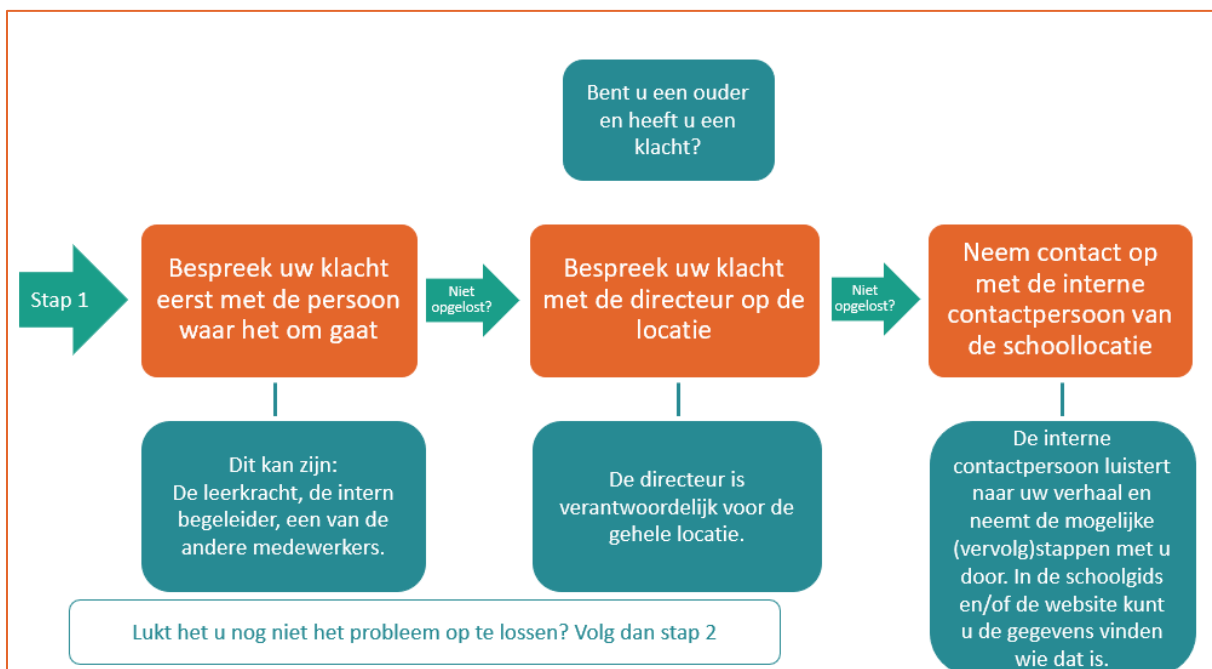 Bent u een ouder
en heeft u een
klacht?
Stap 1
Bespreek uw klacht
eerst met de persoon
waar het om gaat
Niet
opgelost?
Bespreek uw klacht
met de directeur op de
locatie
Niet
opgelost?
Neem contact op
met de interne
contactpersoon van
de schoollocatie
Dit kan zijn:
De leerkracht, de intern
begeleider, een van de
andere medewerkers.
De directeur is
verantwoordelijk voor de
gehele locatie.
De interne
contactpersoon luistert
naar uw verhaal en
neemt de mogelijke
(vervolg)stappen met u
door. In de schoolgids
en/of de website kunt
u de gegevens vinden
wie dat is.
Lukt het u nog niet het probleem op te lossen? Volg dan stap 2